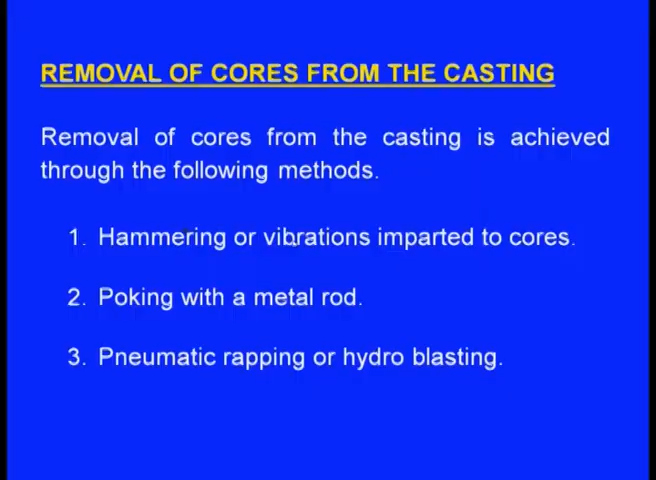 REMOVAL OF CORES FROM THE CASTING
Removal of cores from the casting is achieved
through the following methods.
1. Hammering or vibrations imparted to cores.
2. Poking with a metal rod.
3. Pneumatic rapping or hydro blasting.